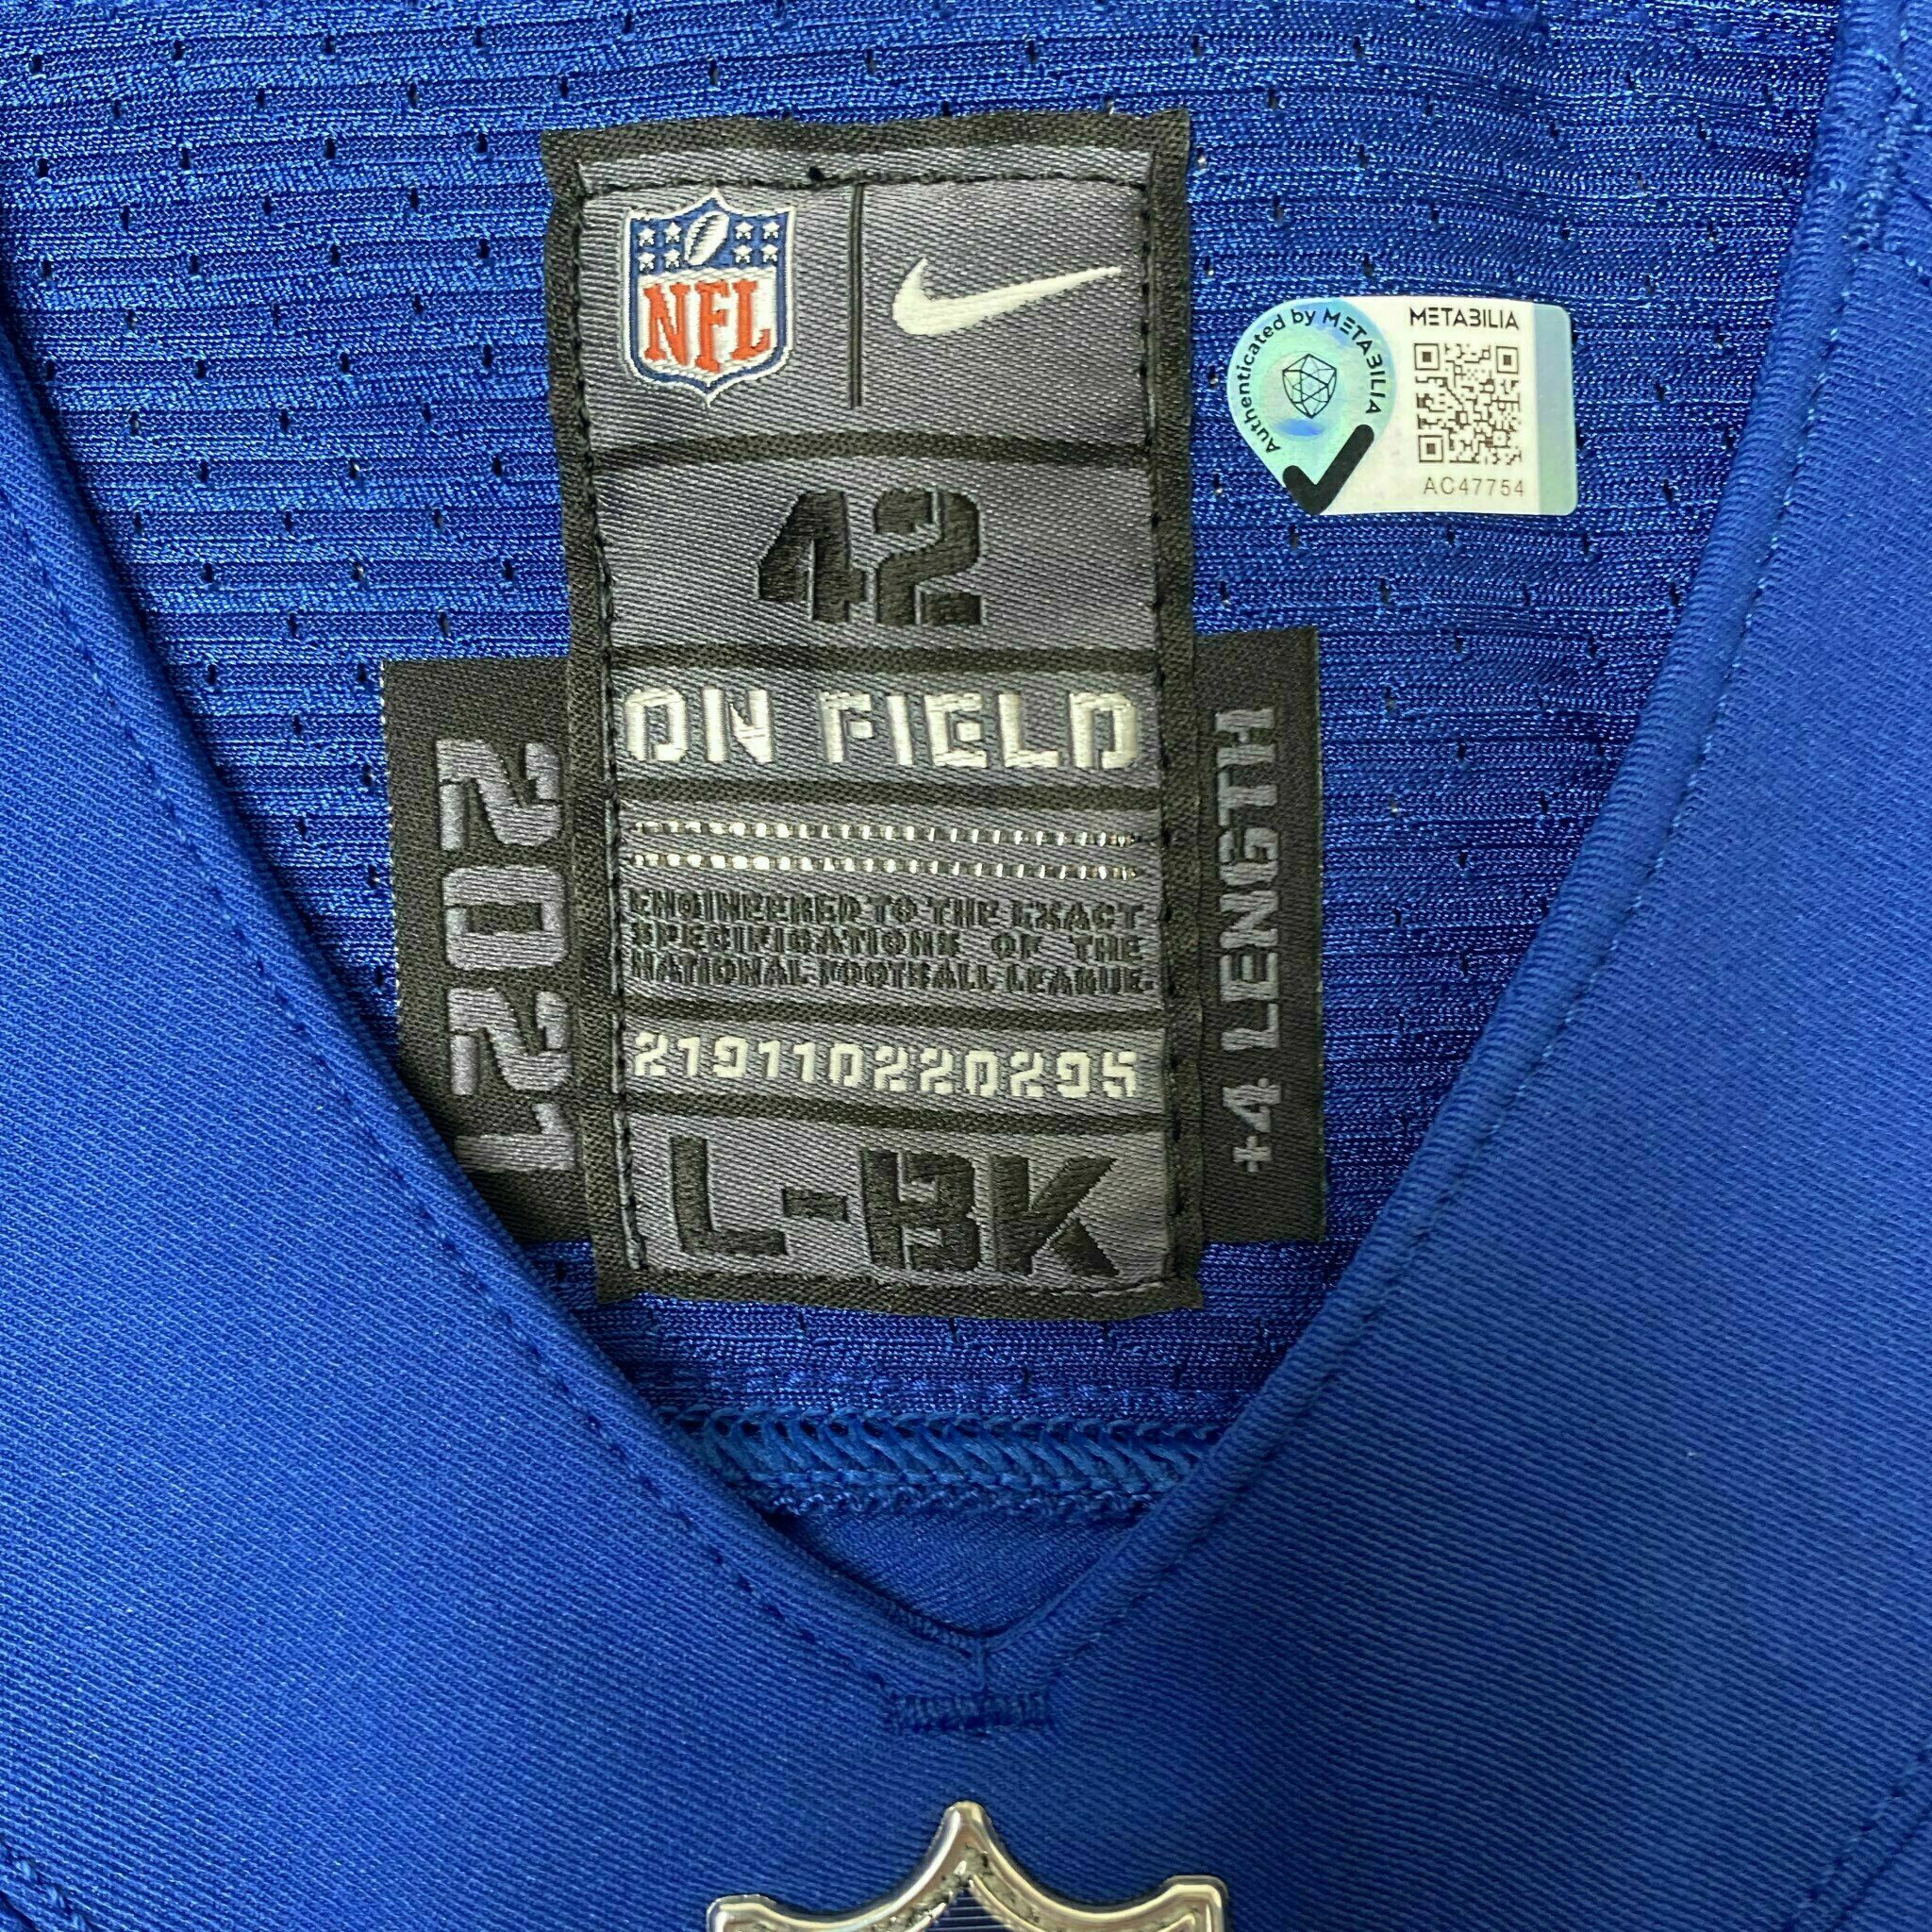 NFL
42
ON FIELD
ENGINEERED TO THE EXACT
SPECIFICATIONS OF THE
NATIONAL FOOTBALL LEAGUE.
219110220295
L-BK
2021
+4 LENGTH
Authenticated by METABILIA
METABILIA
AC47754